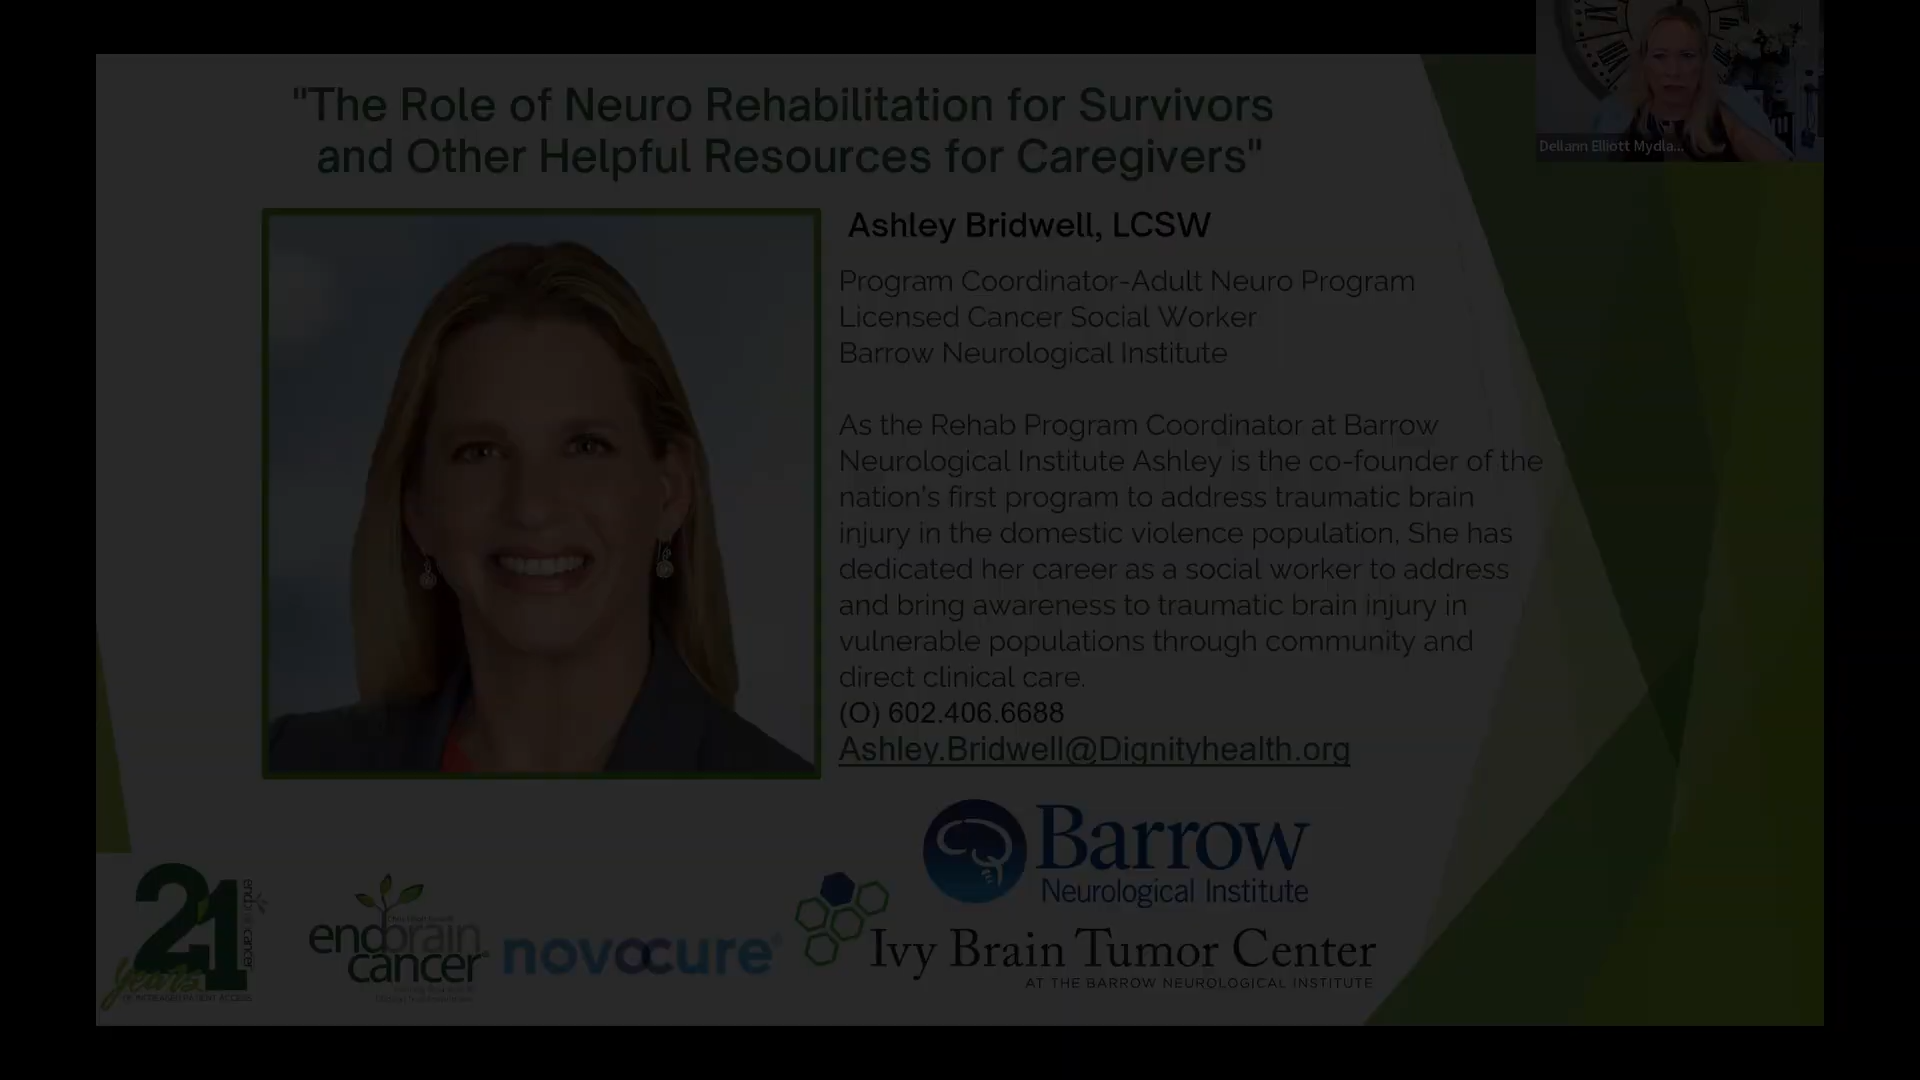 "The Role of Neuro Rehabilitation for Survivors
and Other Helpful Resources for Caregivers"
Dellann Elliott Mydla...
Ashley Bridwell, LCSW
Program Coordinator-Adult Neuro Program
Licensed Cancer Social Worker
Barrow Neurological Institute
As the Rehab Program Coordinator at Barrow
Neurological Institute Ashley is the co-founder of the
nation's first program to address traumatic brain
injury in the domestic violence population, She has
dedicated her career as a social worker to address
and bring awareness to traumatic brain injury in
vulnerable populations through community and
direct clinical care.
(O) 602.406.6688
Ashley.Bridwell@Dignityhealth.org
Barrow
Neurological Institute
21
years
OF INCREASED PATIENT ACCESS
endbrain
cancer
novocure®
Ivy Brain Tumor Center
AT THE BARROW NEUROLOGICAL INSTITUTE